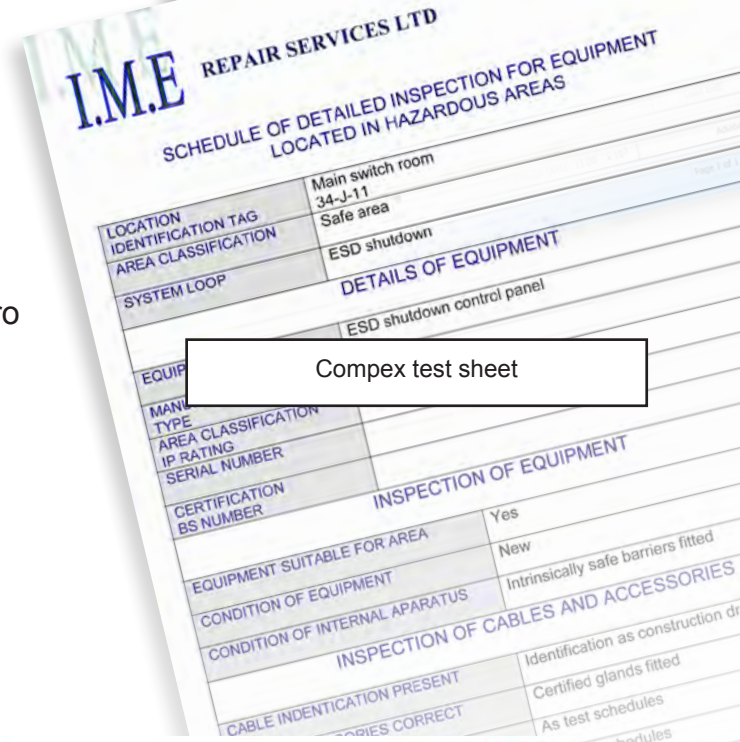 I.M.E REPAIR SERVICES LTD
SCHEDULE OF DETAILED INSPECTION FOR EQUIPMENT
LOCATED IN HAZARDOUS AREAS
LOCATION Main switch room
IDENTIFICATION TAG 34-J-11
AREA CLASSIFICATION Safe area
SYSTEM LOOP ESD shutdown
DETAILS OF EQUIPMENT
ro
ESD shutdown control panel
Compex test sheet
TYPE
AREA CLASSIFICATION
IP RATING
SERIAL NUMBER
CERTIFICATION
BS NUMBER
INSPECTION OF EQUIPMENT
EQUIPMENT SUITABLE FOR AREA Yes
CONDITION OF EQUIPMENT New
CONDITION OF INTERNAL APARATUS Intrinsically safe barriers fitted
INSPECTION OF CABLES AND ACCESSORIES
CABLE INDENTICATION PRESENT Identification as construction dr
ORIES CORRECT Certified glands fitted
As test schedules